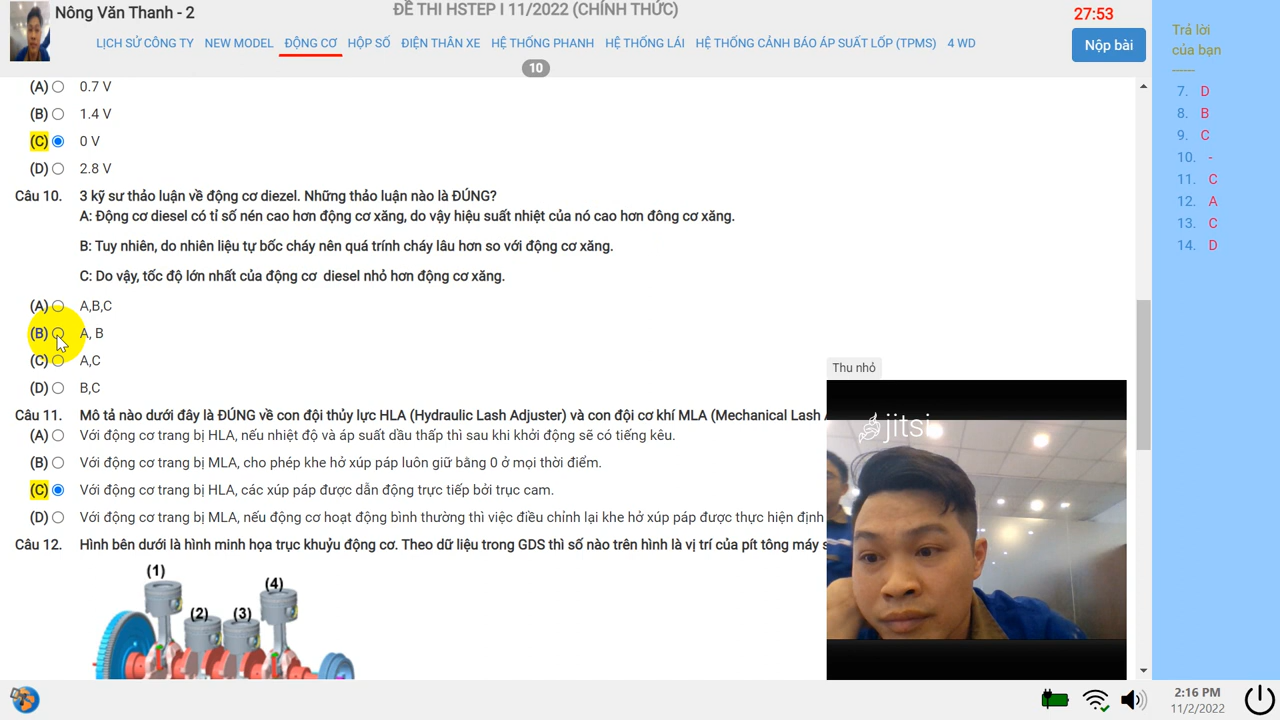 Nông Văn Thanh - 2
ĐỀ THI HSTEP I 11/2022 (CHÍNH THỨC)
27:53
LỊCH SỬ CÔNG TY NEW MODEL ĐỘNG CƠ HỘP SỐ ĐIỆN THÂN XE HỆ THỐNG PHANH HỆ THỐNG LÁI HỆ THỐNG CẢNH BÁO ÁP SUẤT LỐP (TPMS) 4 WD
Nộp bài
10
Trả lời
của bạn
------
7. D
8. B
9. C
10. -
11. C
12. A
13. C
14. D
(A) 0.7 V
(B) 1.4 V
(C) 0 V
(D) 2.8 V
Câu 10. 3 kỹ sư thảo luận về động cơ diezel. Những thảo luận nào là ĐÚNG?
A: Động cơ diesel có tỉ số nén cao hơn động cơ xăng, do vậy hiệu suất nhiệt của nó cao hơn đông cơ xăng.
B: Tuy nhiên, do nhiên liệu tự bốc cháy nên quá trính cháy lâu hơn so với động cơ xăng.
C: Do vậy, tốc độ lớn nhất của động cơ diesel nhỏ hơn động cơ xăng.
(A) A,B,C
(B) A, B
(C) A,C
(D) B,C
Thu nhỏ
Câu 11. Mô tả nào dưới đây là ĐÚNG về con đội thủy lực HLA (Hydraulic Lash Adjuster) và con đội cơ khí MLA (Mechanical Lash
(A) Với động cơ trang bị HLA, nếu nhiệt độ và áp suất dầu thấp thì sau khi khởi động sẽ có tiếng kêu.
(B) Với động cơ trang bị MLA, cho phép khe hở xúp páp luôn giữ bằng 0 ở mọi thời điểm.
(C) Với động cơ trang bị HLA, các xúp páp được dẫn động trực tiếp bởi trục cam.
(D) Với động cơ trang bị MLA, nếu động cơ hoạt động bình thường thì việc điều chỉnh lại khe hở xúp páp được thực hiện định
Câu 12. Hình bên dưới là hình minh họa trục khuỷu động cơ. Theo dữ liệu trong GDS thì số nào trên hình là vị trí của pít tông máy
jitsi
(1)
(2)
(3)
(4)
2:16 PM
11/2/2022